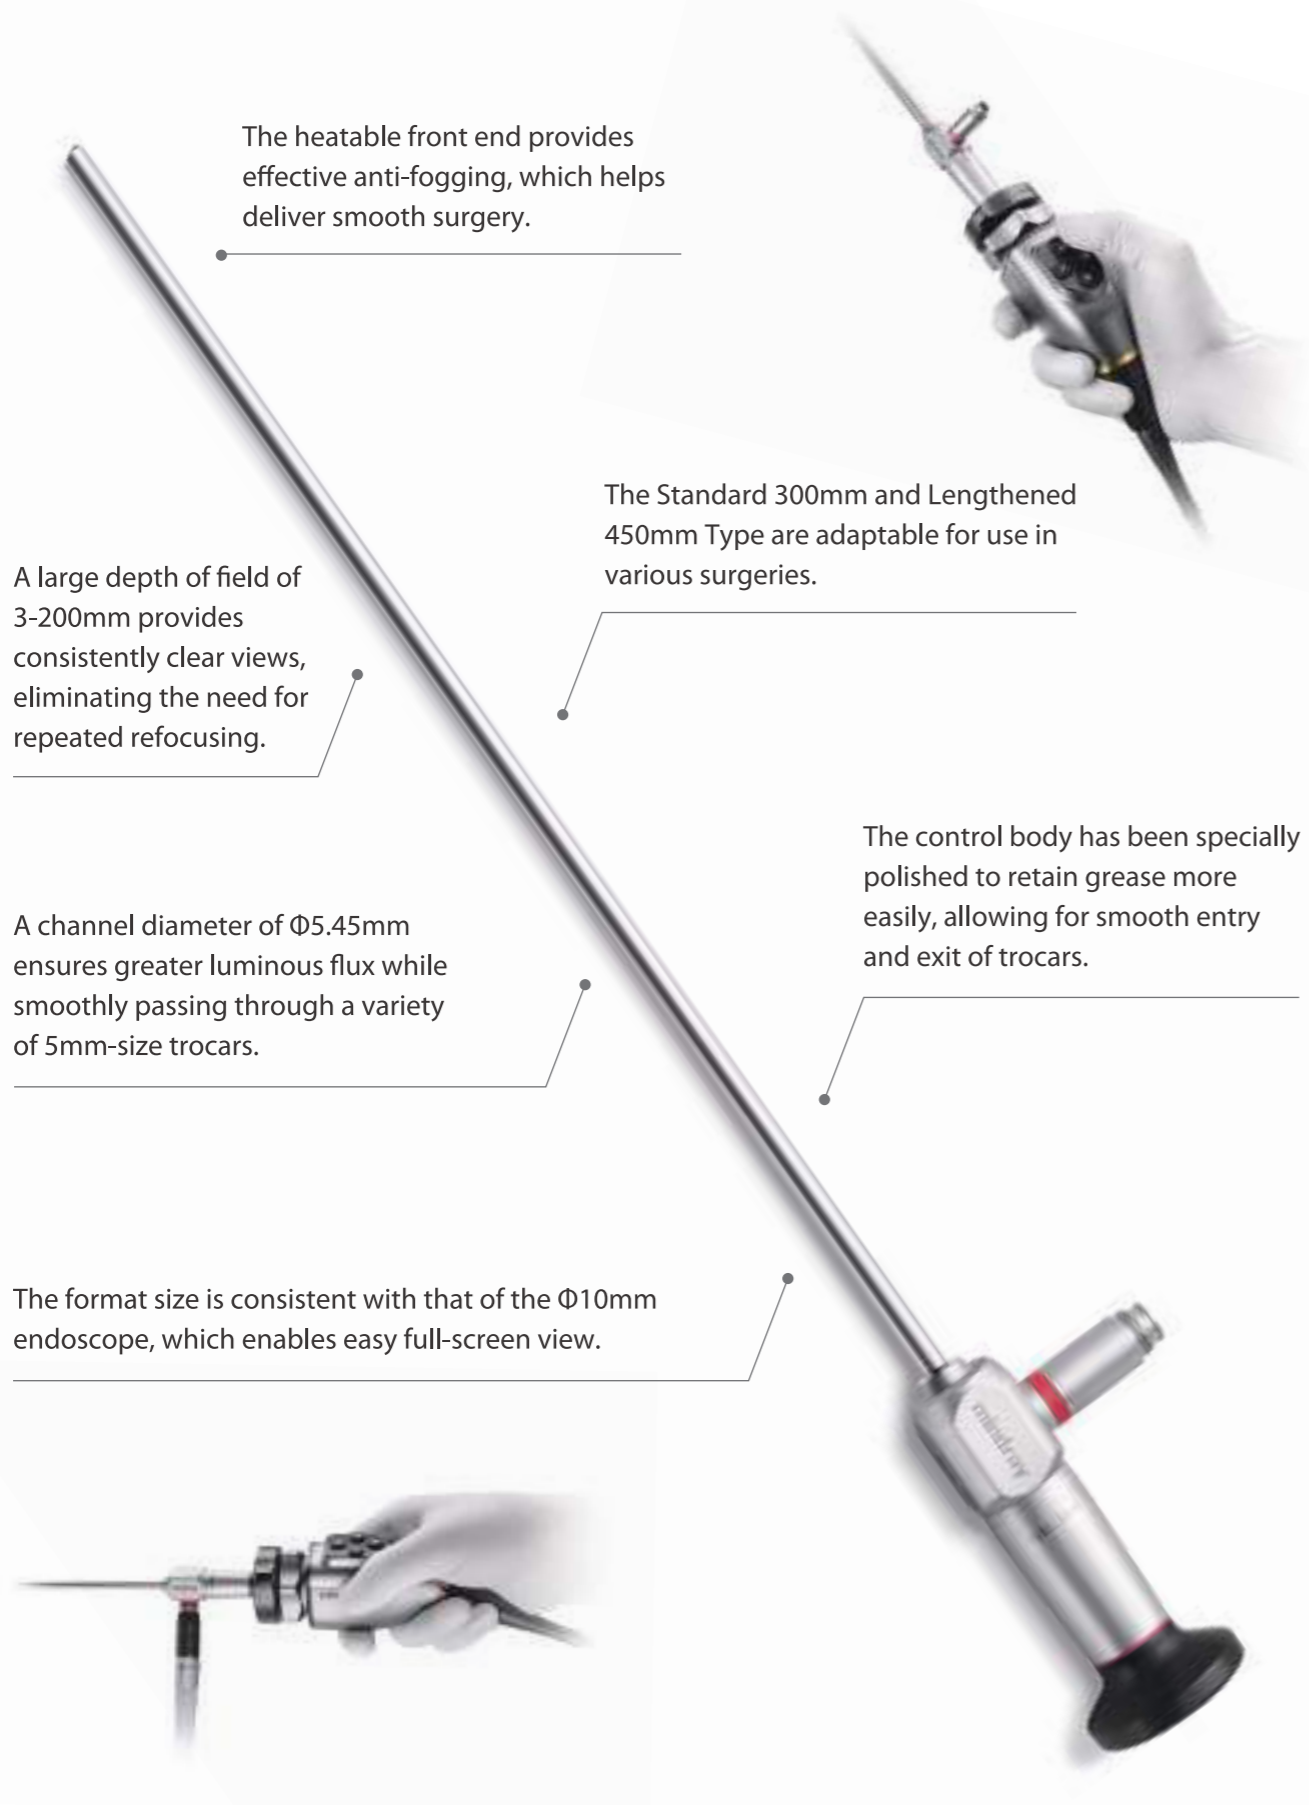 The heatable front end provides
effective anti-fogging, which helps
deliver smooth surgery.
The Standard 300mm and Lengthened
450mm Type are adaptable for use in
various surgeries.
A large depth of field of
3-200mm provides
consistently clear views,
eliminating the need for
repeated refocusing.
The control body has been specially
polished to retain grease more
easily, allowing for smooth entry
and exit of trocars.
A channel diameter of Φ5.45mm
ensures greater luminous flux while
smoothly passing through a variety
of 5mm-size trocars.
The format size is consistent with that of the Φ10mm
endoscope, which enables easy full-screen view.
mindray